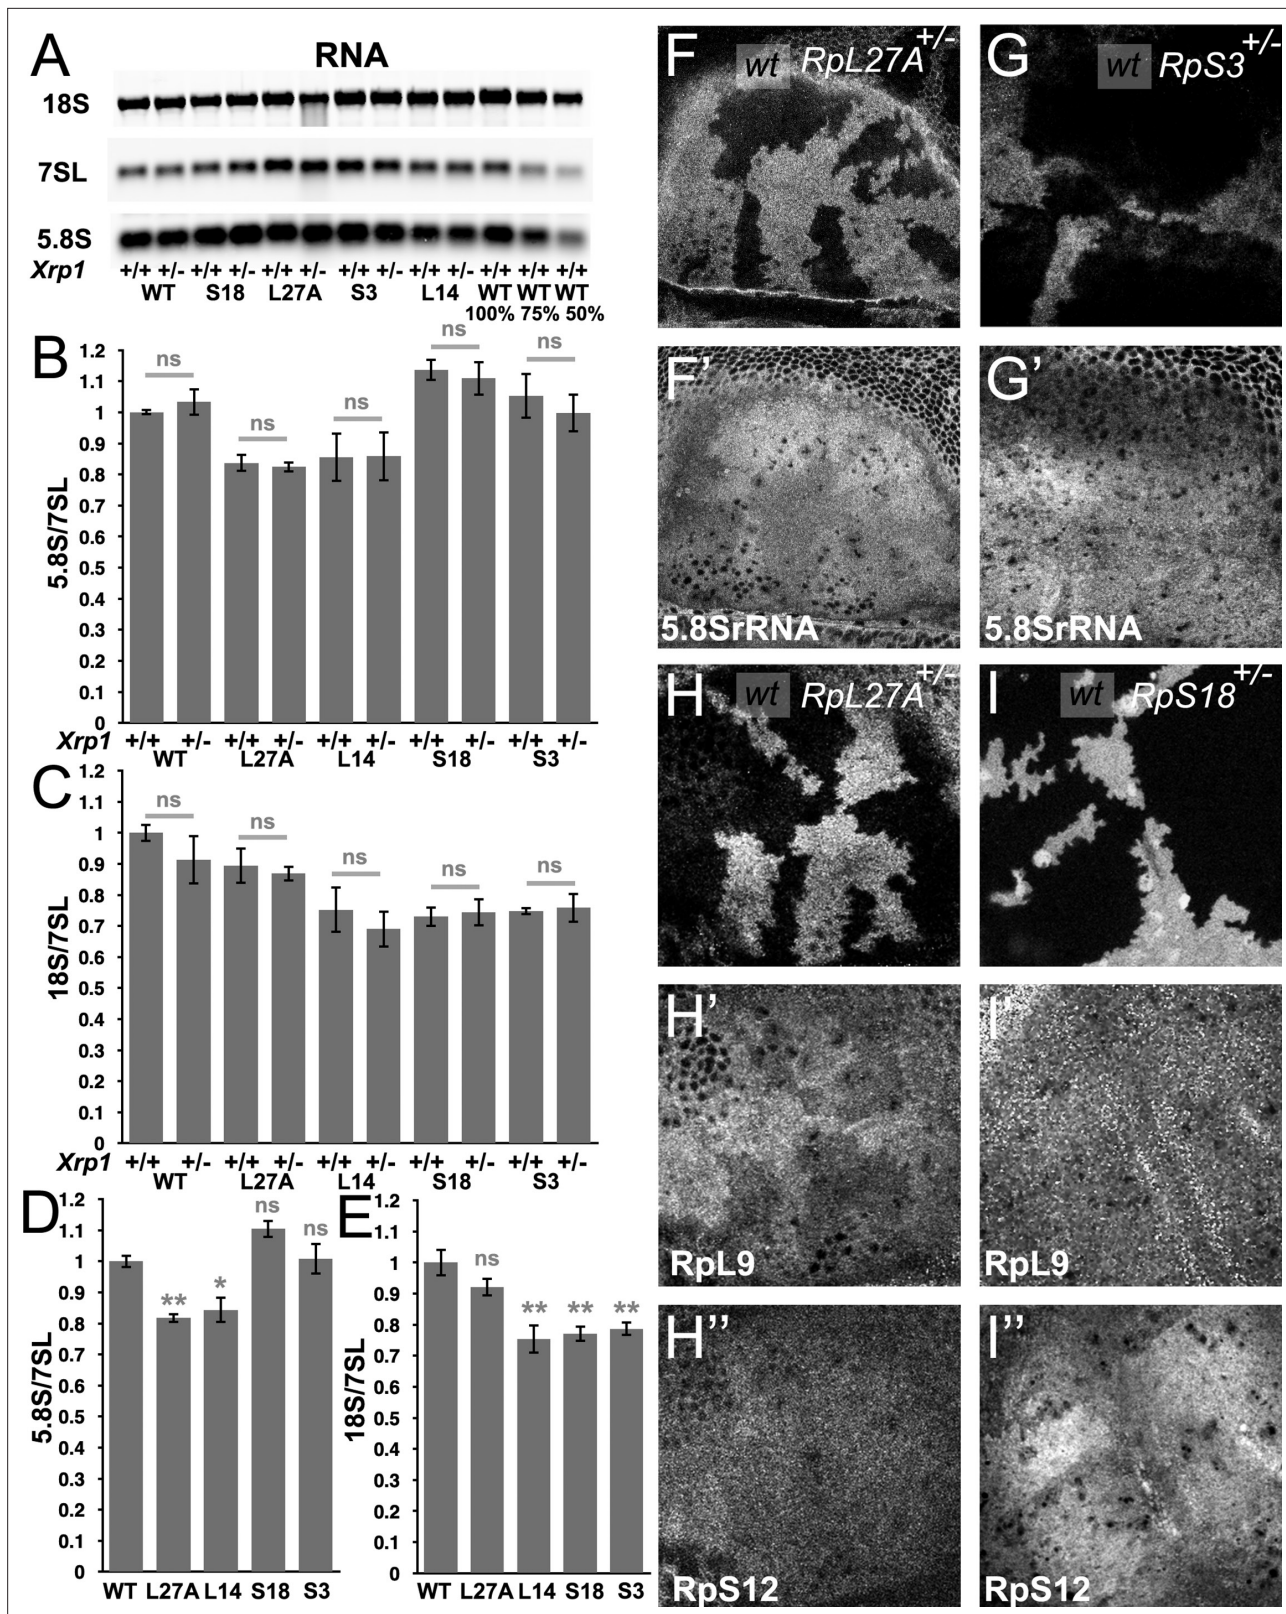 A
RNA
18S
7SL
5.8S
Xrp1 +/+ +/- +/+ +/- +/+ +/- +/+ +/- +/+ +/- +/+ +/+ +/+
WT S18 L27A S3 L14 WT WT WT
100% 75% 50%
B
5.8S/7SL
1.2
1.1
1
0.9
0.8
0.7
0.6
0.5
0.4
0.3
0.2
0.1
0
ns ns ns ns ns
Xrp1 +/+ +/- +/+ +/- +/+ +/- +/+ +/- +/+ +/-
WT L27A L14 S18 S3
C
18S/7SL
1.2
1.1
1
0.9
0.8
0.7
0.6
0.5
0.4
0.3
0.2
0.1
0
ns ns ns ns ns
Xrp1 +/+ +/- +/+ +/- +/+ +/- +/+ +/- +/+ +/-
WT L27A L14 S18 S3
D
5.8S/7SL
1.2
1.1
1
0.9
0.8
0.7
0.6
0.5
0.4
0.3
0.2
0.1
0
** * ns ns
WT L27A L14 S18 S3
E
18S/7SL
1.2
1.1
1
0.9
0.8
0.7
0.6
0.5
0.4
0.3
0.2
0.1
0
ns ** ** **
WT L27A L14 S18 S3
F wt RpL27A+/-
G wt RpS3+/-
F'
5.8SrRNA
G'
5.8SrRNA
H wt RpL27A+/-
I wt RpS18+/-
H'
RpL9
I'
RpL9
H''
RpS12
I''
RpS12